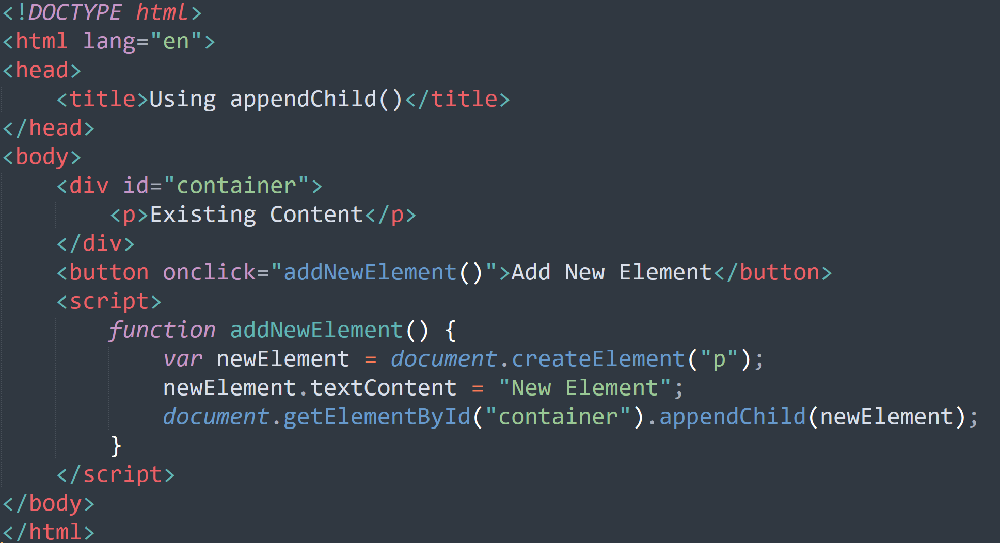 <!DOCTYPE html>
<html lang="en">
<head>
    <title>Using appendChild()</title>
</head>
<body>
    <div id="container">
        <p>Existing Content</p>
    </div>
    <button onclick="addNewElement()">Add New Element</button>
    <script>
        function addNewElement() {
            var newElement = document.createElement("p");
            newElement.textContent = "New Element";
            document.getElementById("container").appendChild(newElement);
        }
    </script>
</body>
</html>